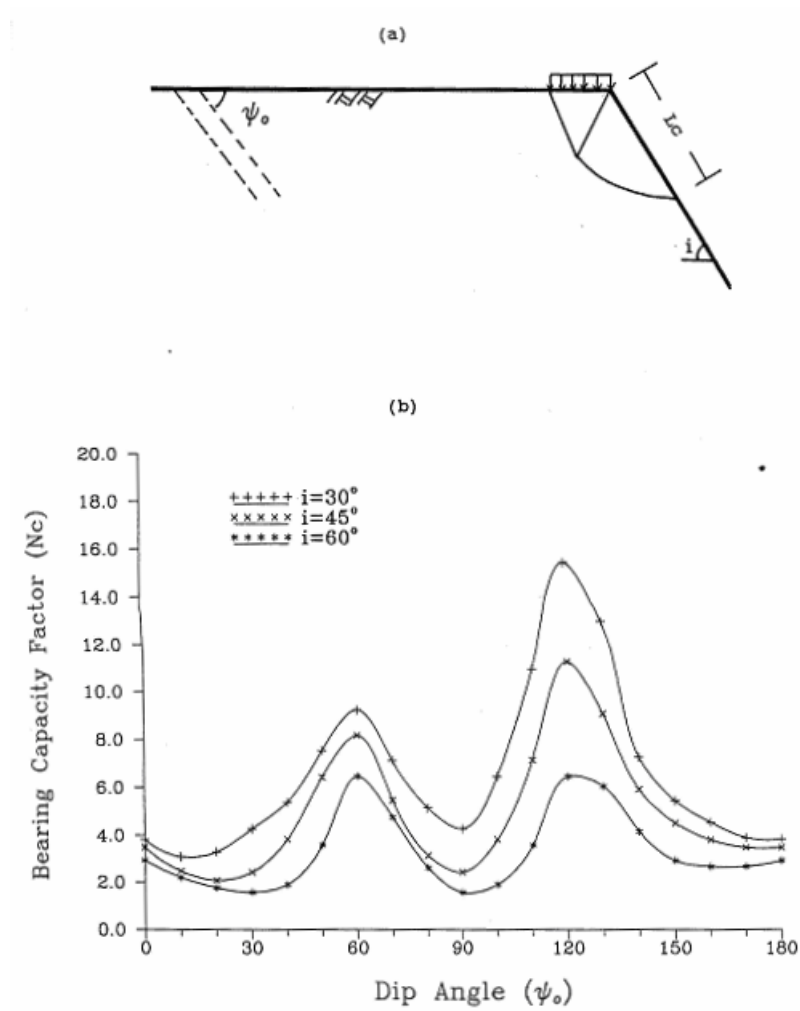 (a)
ψₒ
Lc
i
(b)
Bearing Capacity Factor (Nc)
20.0
18.0
16.0
14.0
12.0
10.0
8.0
6.0
4.0
2.0
0.0
+++++ i=30°
××××× i=45°
***** i=60°
0 30 60 90 120 150 180
Dip Angle (ψₒ)